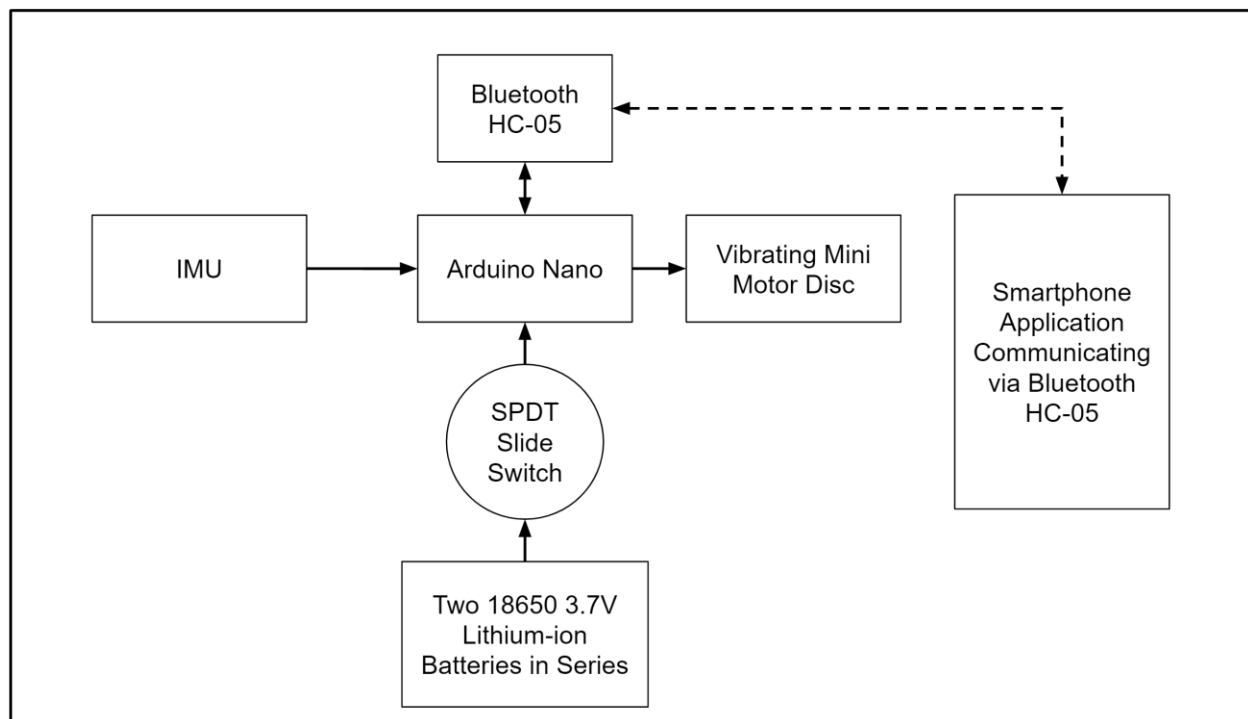 Bluetooth
HC-05
IMU
Arduino Nano
Vibrating Mini
Motor Disc
Smartphone
Application
Communicating
via Bluetooth
HC-05
SPDT
Slide
Switch
Two 18650 3.7V
Lithium-ion
Batteries in Series